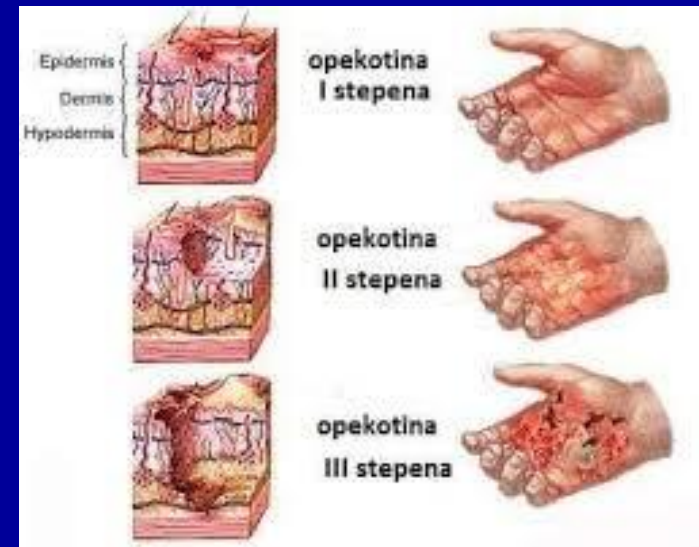 Epidermis
Dermis
Hypodermis
opekotina
I stepena
opekotina
II stepena
opekotina
III stepena